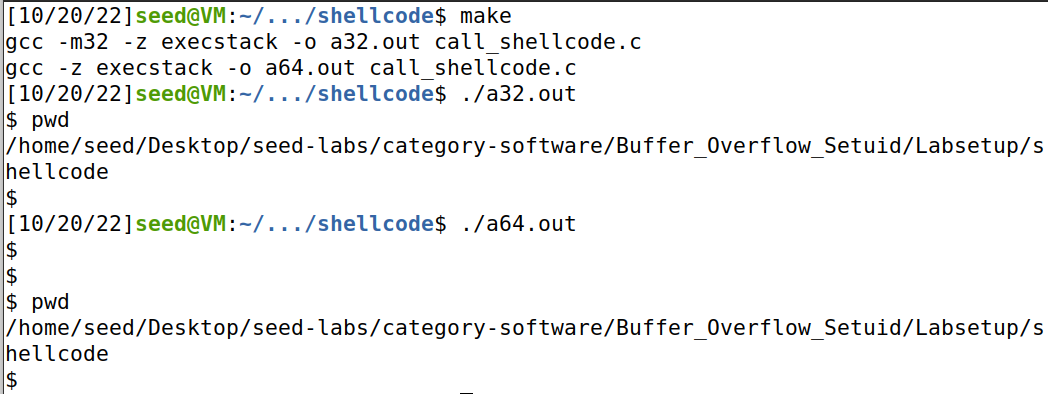 [10/20/22]seed@VM:~/.../shellcode$ make
gcc -m32 -z execstack -o a32.out call_shellcode.c
gcc -z execstack -o a64.out call_shellcode.c
[10/20/22]seed@VM:~/.../shellcode$ ./a32.out
$ pwd
/home/seed/Desktop/seed-labs/category-software/Buffer_Overflow_Setuid/Labsetup/s
hellcode
$
[10/20/22]seed@VM:~/.../shellcode$ ./a64.out
$
$
$ pwd
/home/seed/Desktop/seed-labs/category-software/Buffer_Overflow_Setuid/Labsetup/s
hellcode
$